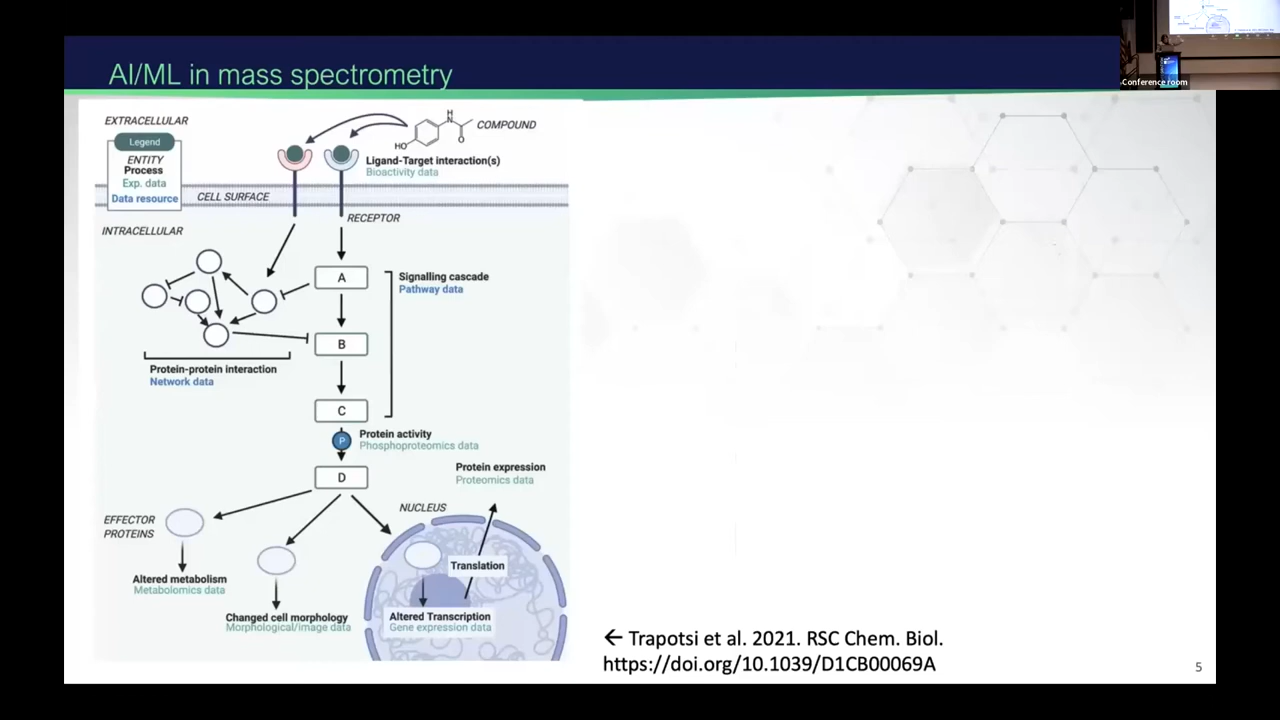 AI/ML in mass spectrometry
Conference room
EXTRACELLULAR
Legend
ENTITY
Process
Exp. data
Data resource
H
N
O
HO
COMPOUND
Ligand-Target interaction(s)
Bioactivity data
CELL SURFACE
RECEPTOR
INTRACELLULAR
A
Signalling cascade
Pathway data
B
Protein-protein interaction
Network data
C
P
Protein activity
Phosphoproteomics data
D
Protein expression
Proteomics data
NUCLEUS
EFFECTOR
PROTEINS
Translation
Altered metabolism
Metabolomics data
Changed cell morphology
Morphological/image data
Altered Transcription
Gene expression data
← Trapotsi et al. 2021. RSC Chem. Biol.
https://doi.org/10.1039/D1CB00069A
5